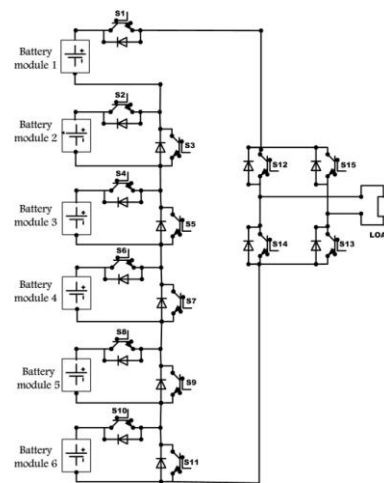 S1
Battery
module 1
S2
Battery
module 2
S3
S4
Battery
module 3
S5
S6
Battery
module 4
S7
S8
Battery
module 5
S9
S10
Battery
module 6
S11
S12
S15
S14
S13
LOA